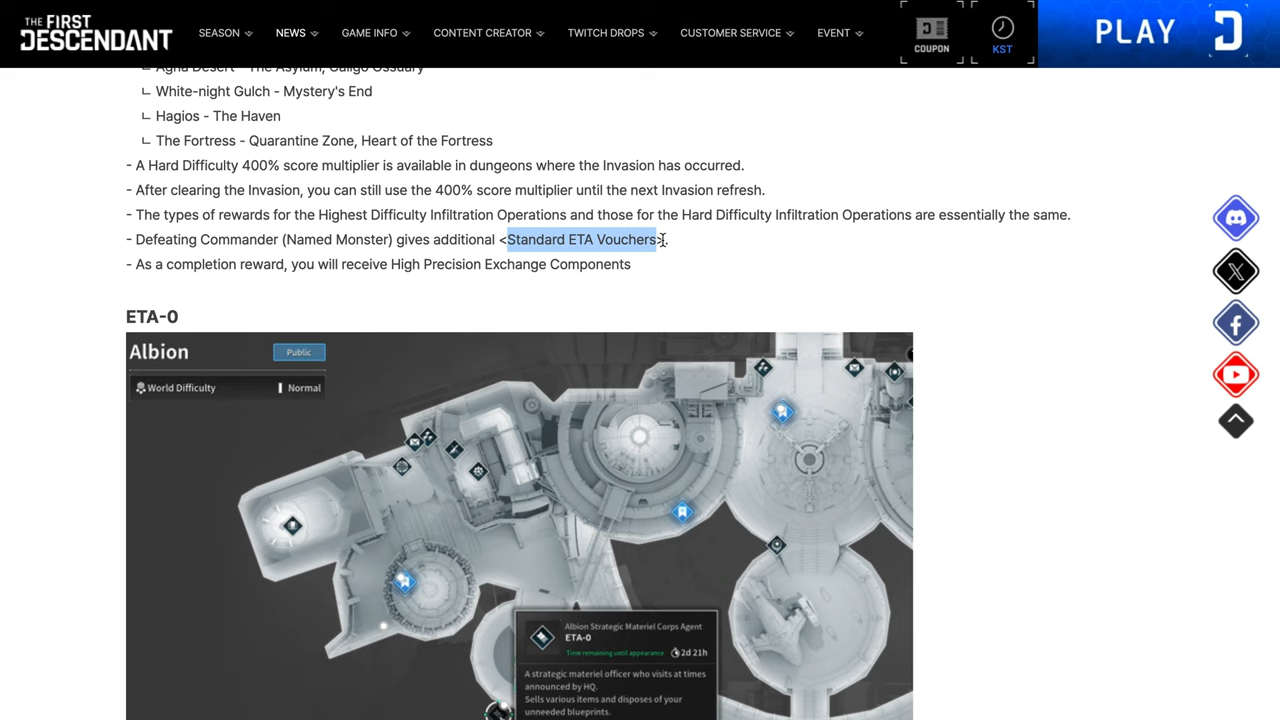 THE FIRST
DESCENDANT
SEASON
NEWS
GAME INFO
CONTENT CREATOR
TWITCH DROPS
CUSTOMER SERVICE
EVENT
COUPON
KST
PLAY
Agna Desert - The Asylum, Caligo Ossuary
ㄴ White-night Gulch - Mystery's End
ㄴ Hagios - The Haven
ㄴ The Fortress - Quarantine Zone, Heart of the Fortress
- A Hard Difficulty 400% score multiplier is available in dungeons where the Invasion has occurred.
- After clearing the Invasion, you can still use the 400% score multiplier until the next Invasion refresh.
- The types of rewards for the Highest Difficulty Infiltration Operations and those for the Hard Difficulty Infiltration Operations are essentially the same.
- Defeating Commander (Named Monster) gives additional <Standard ETA Vouchers>.
- As a completion reward, you will receive High Precision Exchange Components
ETA-0
Albion
Public
World Difficulty
Normal
Albion Strategic Materiel Corps Agent
ETA-0
Time remaining until appearance
2d 21h
A strategic materiel officer who visits at times
announced by HQ.
Sells various items and disposes of your
unneeded blueprints.